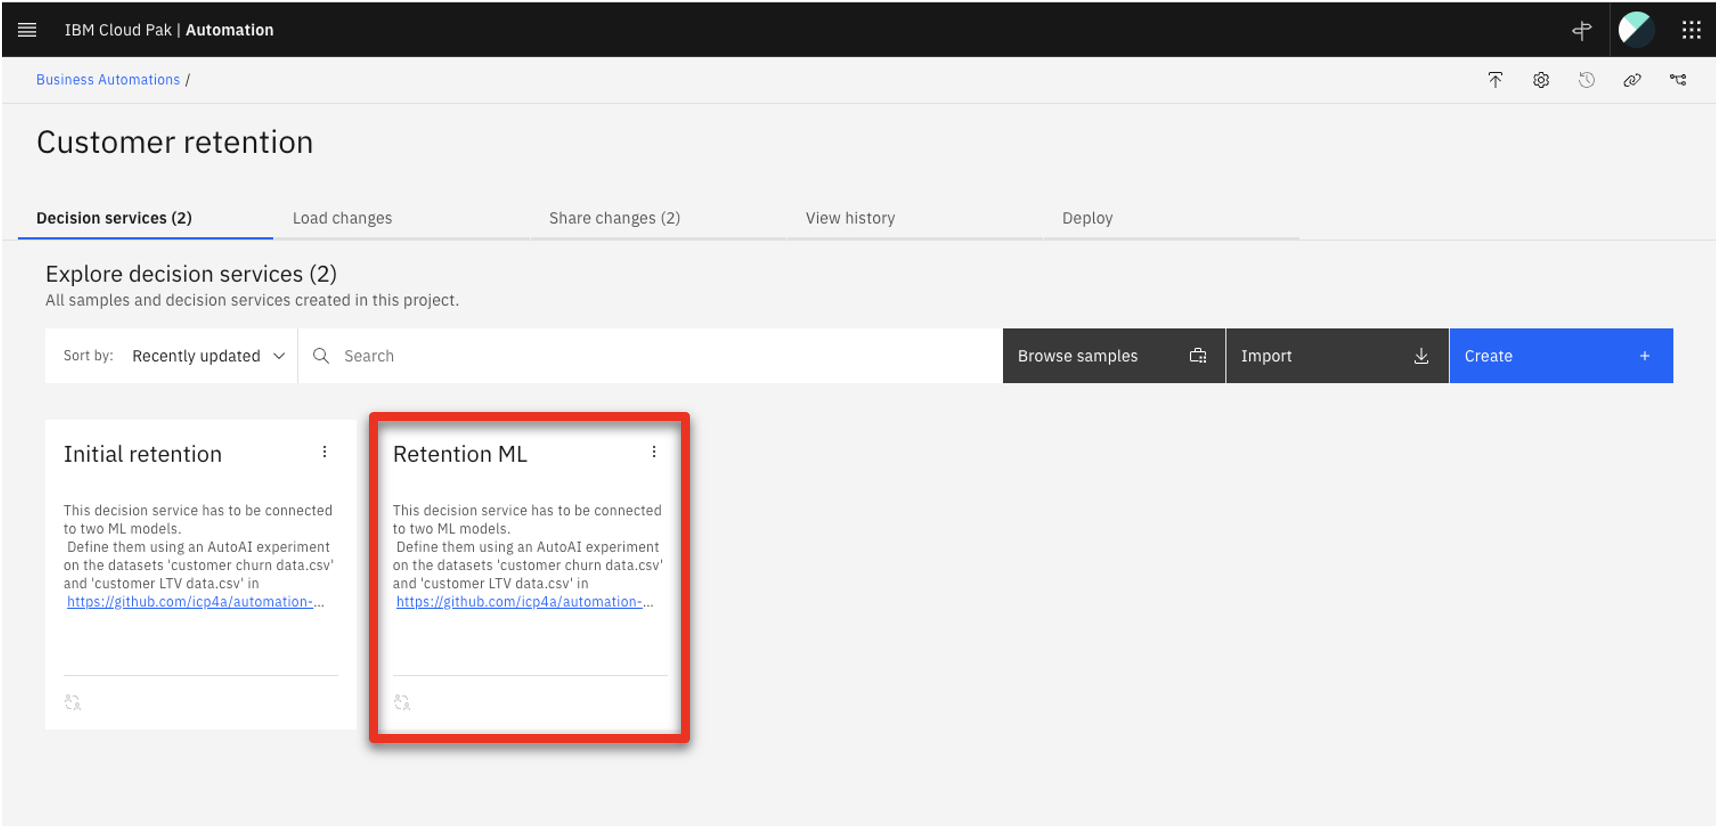 IBM Cloud Pak | Automation
Business Automations /
Customer retention
Decision services (2)
Load changes
Share changes (2)
View history
Deploy
Explore decision services (2)
All samples and decision services created in this project.
Sort by: Recently updated
Search
Browse samples
Import
Create +
Initial retention
This decision service has to be connected
to two ML models.
Define them using an AutoAI experiment
on the datasets 'customer churn data.csv'
and 'customer LTV data.csv' in
https://github.com/icp4a/automation-...
Retention ML
This decision service has to be connected
to two ML models.
Define them using an AutoAI experiment
on the datasets 'customer churn data.csv'
and 'customer LTV data.csv' in
https://github.com/icp4a/automation-...